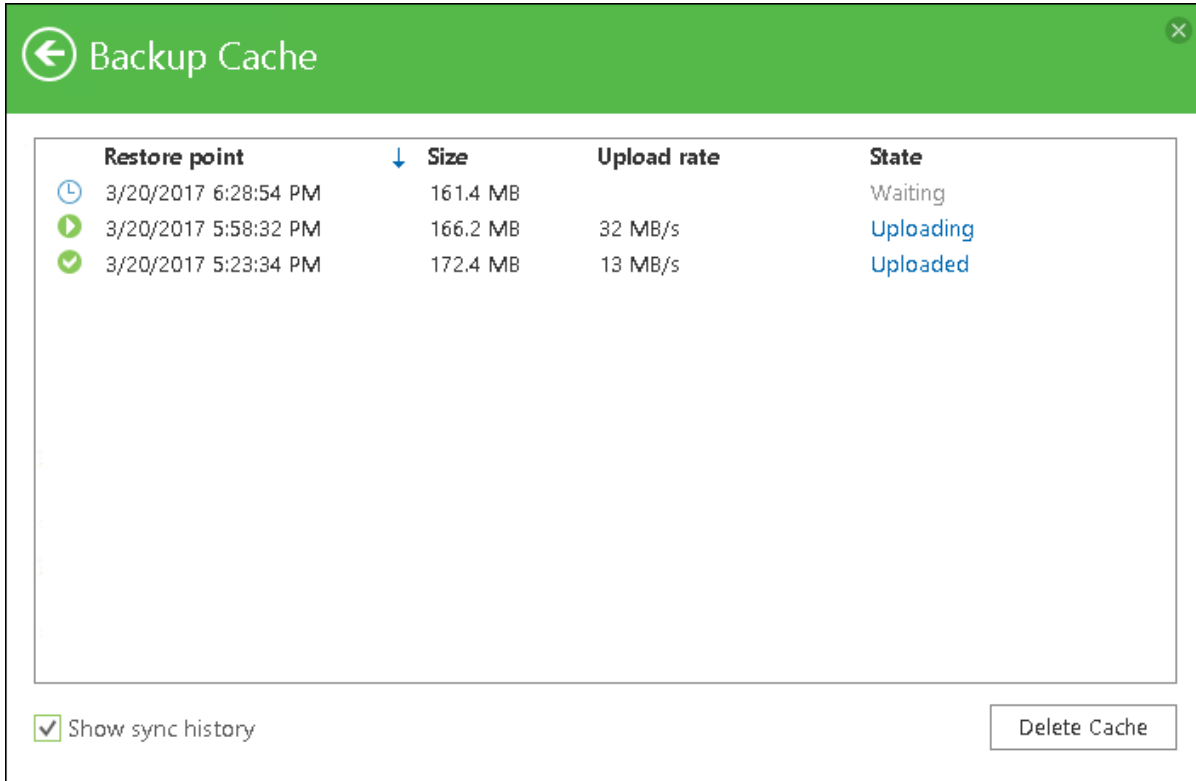 Backup Cache
Restore point ↓ Size Upload rate State
3/20/2017 6:28:54 PM 161.4 MB Waiting
3/20/2017 5:58:32 PM 166.2 MB 32 MB/s Uploading
3/20/2017 5:23:34 PM 172.4 MB 13 MB/s Uploaded
Show sync history Delete Cache